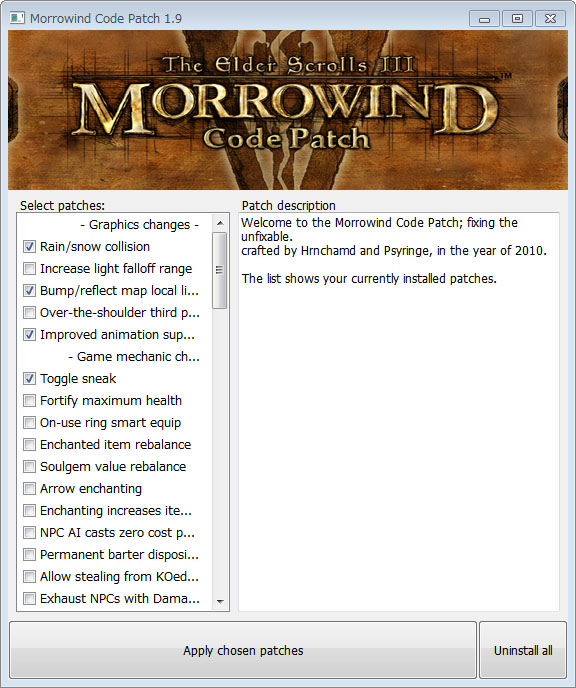 Morrowind Code Patch 1.9
The Elder Scrolls III
MORROWIND™
Code Patch
Select patches:
- Graphics changes -
Rain/snow collision
Increase light falloff range
Bump/reflect map local li...
Over-the-shoulder third p...
Improved animation sup...
- Game mechanic ch...
Toggle sneak
Fortify maximum health
On-use ring smart equip
Enchanted item rebalance
Soulgem value rebalance
Arrow enchanting
Enchanting increases ite...
NPC AI casts zero cost p...
Permanent barter disposi...
Allow stealing from KOed...
Exhaust NPCs with Dama...
Patch description
Welcome to the Morrowind Code Patch; fixing the
unfixable.
crafted by Hrnchamd and Psyringe, in the year of 2010.
The list shows your currently installed patches.
Apply chosen patches
Uninstall all